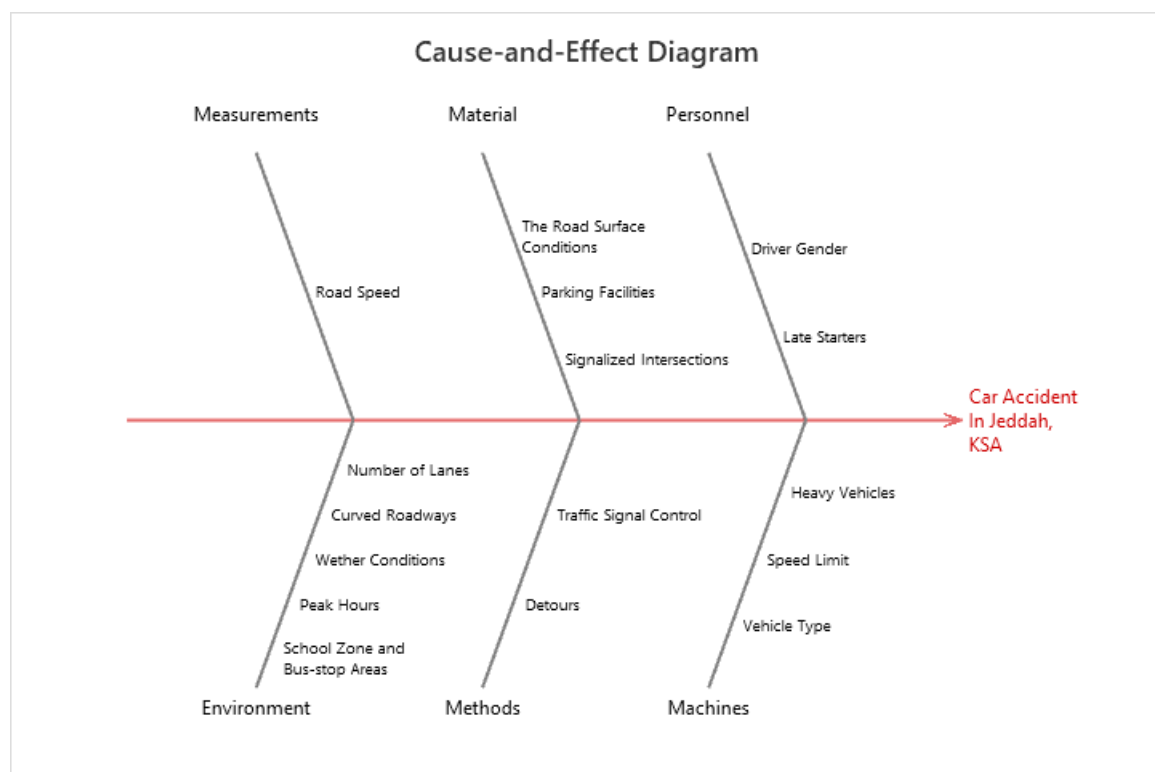 Cause-and-Effect Diagram
Measurements
Material
Personnel
The Road Surface
Conditions
Driver Gender
Road Speed
Parking Facilities
Late Starters
Signalized Intersections
Car Accident
In Jeddah,
KSA
Number of Lanes
Heavy Vehicles
Curved Roadways
Traffic Signal Control
Wether Conditions
Speed Limit
Peak Hours
Detours
Vehicle Type
School Zone and
Bus-stop Areas
Environment
Methods
Machines